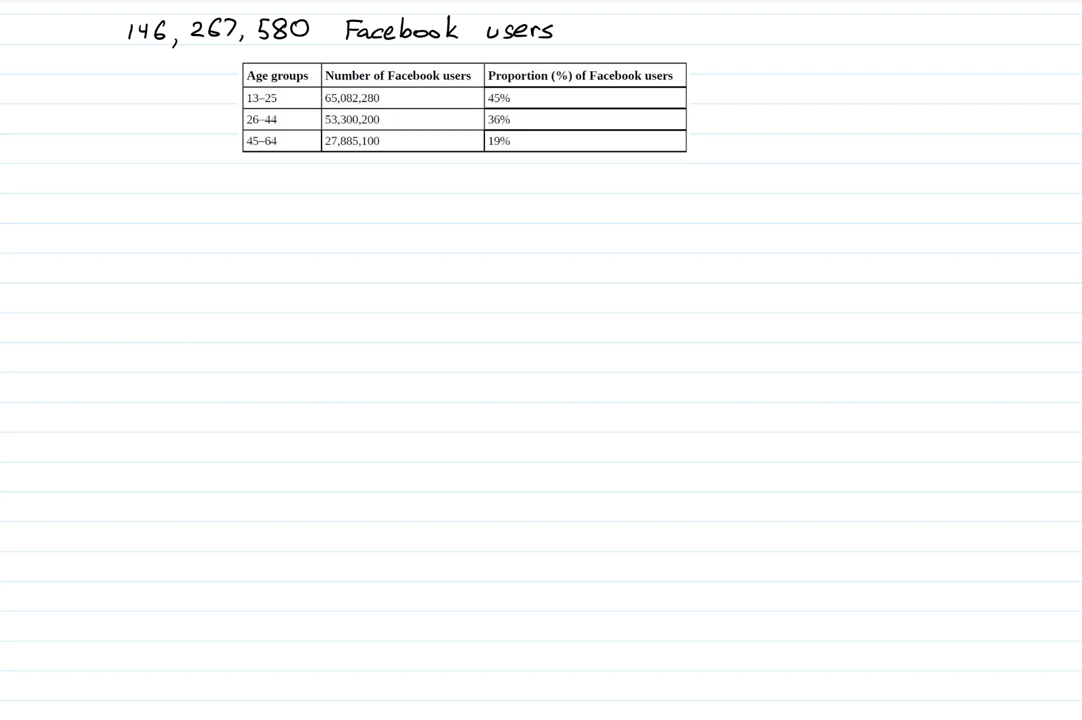 146, 267, 580 Facebook users
Age groups Number of Facebook users Proportion (%) of Facebook users
13–25 65,082,280 45%
26–44 53,300,200 36%
45–64 27,885,100 19%